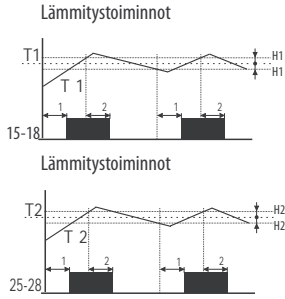 Lämmitystoiminnot
T1
H1
H1
T 1
1 2 1 2
15-18
Lämmitystoiminnot
T2
H2
H2
T 2
1 2 1 2
25-28